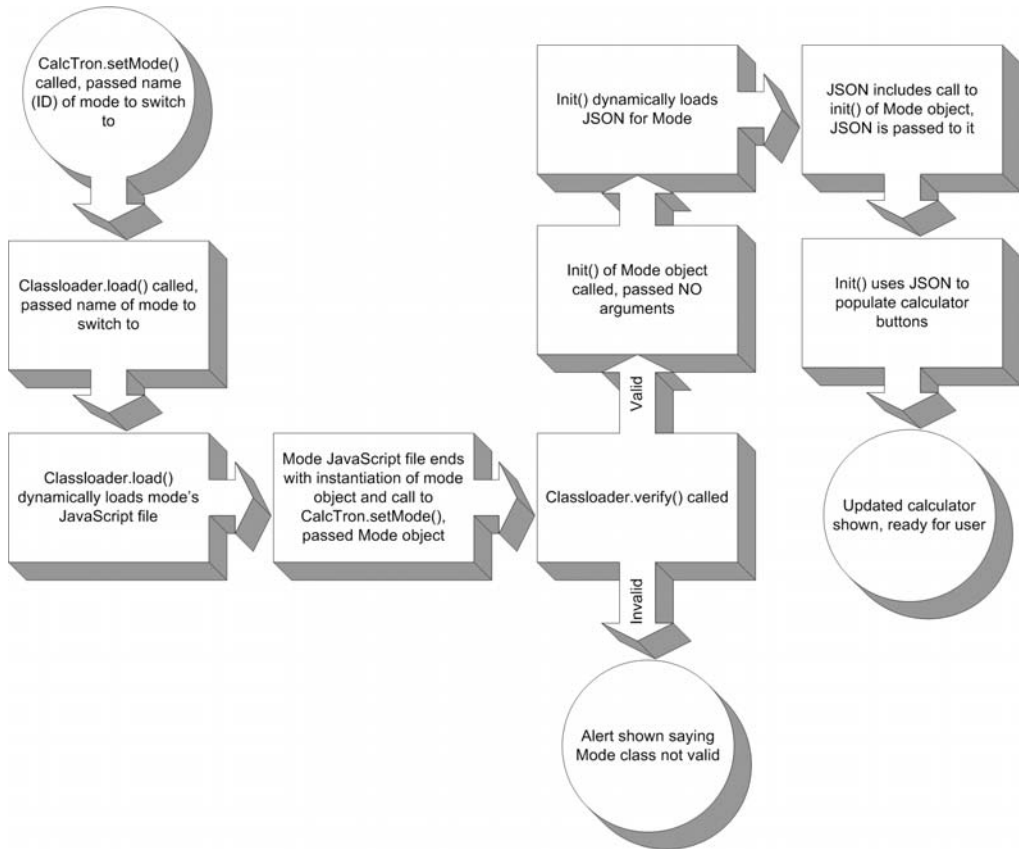 CalcTron.setMode()
called, passed name
(ID) of mode to switch
to
Classloader.load() called,
passed name of mode to
switch to
Classloader.load()
dynamically loads mode's
JavaScript file
Mode JavaScript file ends
with instantiation of mode
object and call to
CalcTron.setMode(),
passed Mode object
Classloader.verify() called
Valid
Invalid
Alert shown saying
Mode class not valid
Init() of Mode object
called, passed NO
arguments
Init() dynamically loads
JSON for Mode
JSON includes call to
init() of Mode object,
JSON is passed to it
Init() uses JSON to
populate calculator
buttons
Updated calculator
shown, ready for user